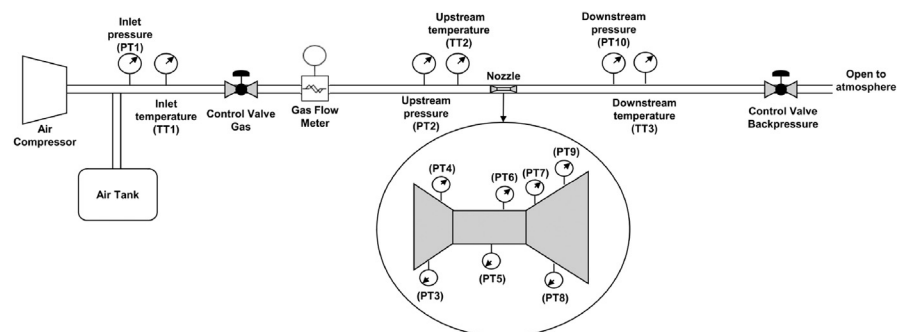 Inlet
pressure
(PT1)
Upstream
temperature
(TT2)
Downstream
pressure
(PT10)
Nozzle
Open to
atmosphere
Air
Compressor
Inlet
temperature
(TT1)
Control Valve
Gas
Gas Flow
Meter
Upstream
pressure
(PT2)
Downstream
temperature
(TT3)
Control Valve
Backpressure
Air Tank
(PT4)
(PT6)
(PT7)
(PT9)
(PT3)
(PT5)
(PT8)